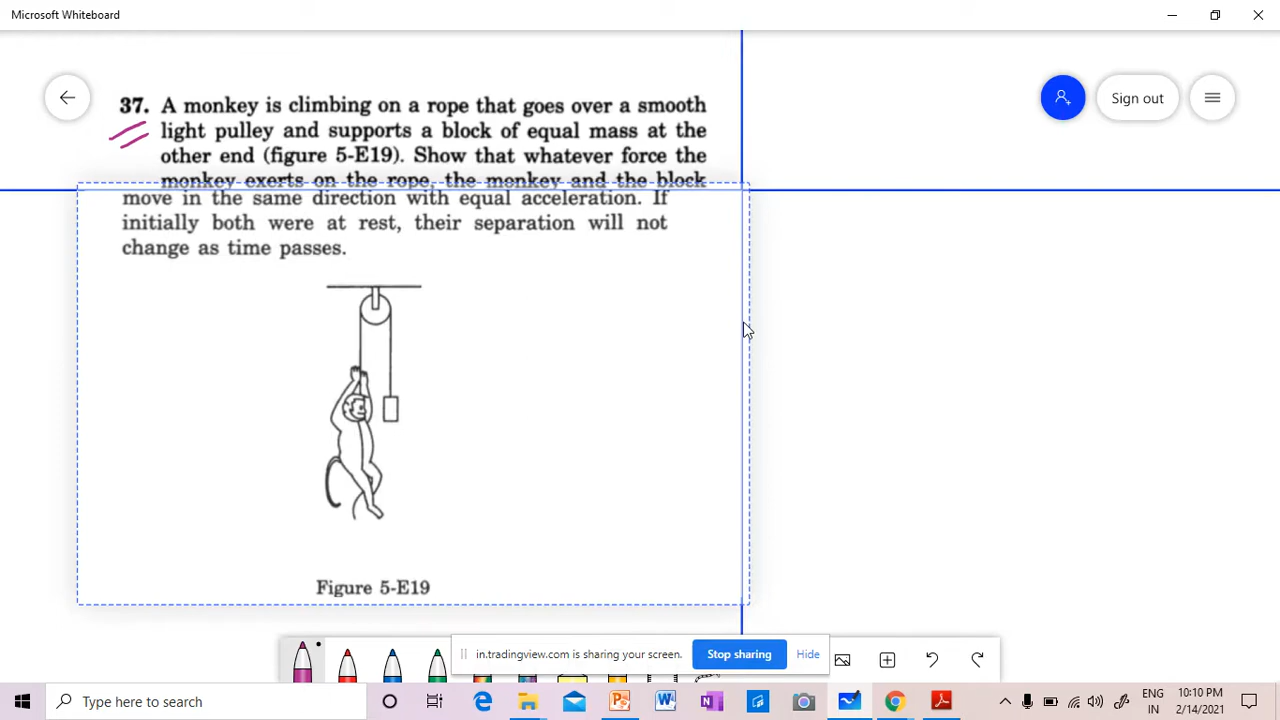 Microsoft Whiteboard
37. A monkey is climbing on a rope that goes over a smooth
light pulley and supports a block of equal mass at the
other end (figure 5-E19). Show that whatever force the
monkey exerts on the rope, the monkey and the block
move in the same direction with equal acceleration. If
initially both were at rest, their separation will not
change as time passes.
Figure 5-E19
Sign out
in.tradingview.com is sharing your screen.
Stop sharing
Hide
Type here to search
ENG
IN
10:10 PM
2/14/2021